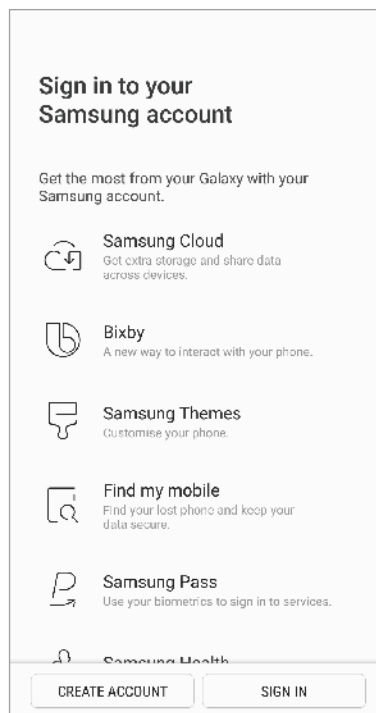 Sign in to your
Samsung account
Get the most from your Galaxy with your
Samsung account.
Samsung Cloud
Get extra storage and share data
across devices.
Bixby
A new way to interact with your phone.
Samsung Themes
Customise your phone.
Find my mobile
Find your lost phone and keep your
data secure.
Samsung Pass
Use your biometrics to sign in to services.
Samsung Health
CREATE ACCOUNT
SIGN IN